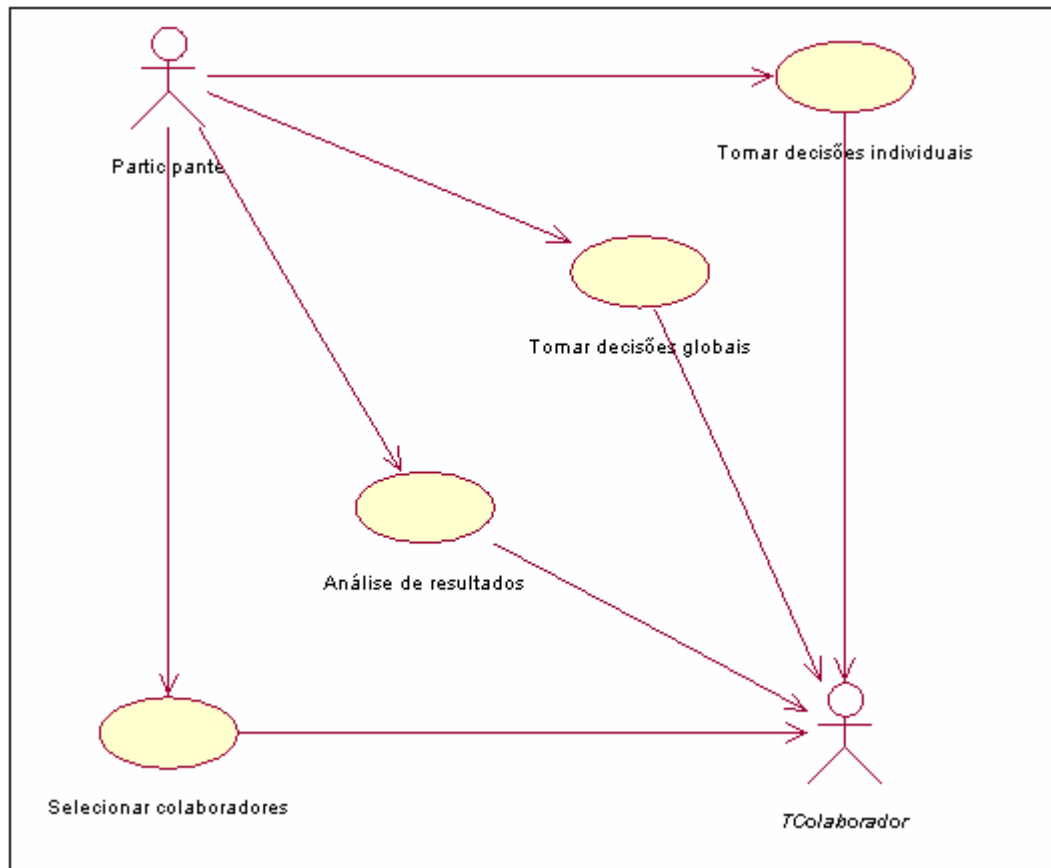 Participante
Tomar decisões individuais
Tomar decisões globais
Análise de resultados
Selecionar colaboradores
TColaborador